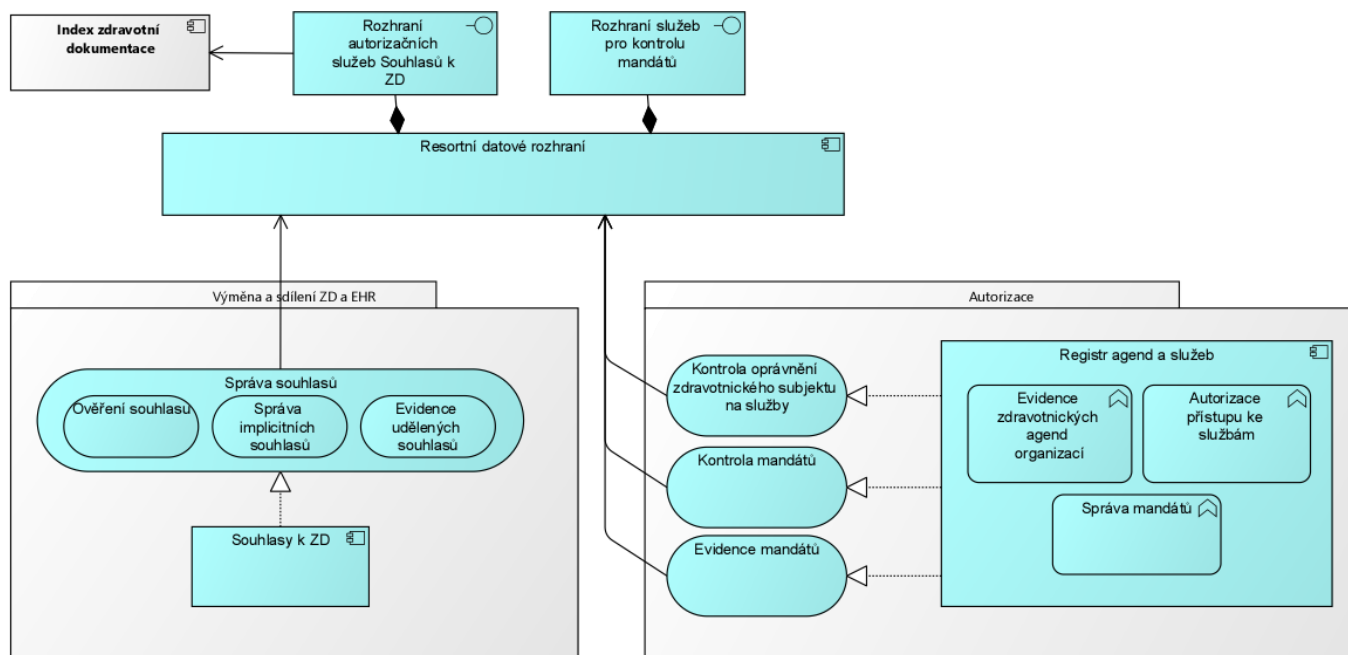 Index zdravotní
dokumentace
Rozhraní
autorizačních
služeb Souhlasů k
ZD
Rozhraní služeb
pro kontrolu
mandátů
Resortní datové rozhraní
Výměna a sdílení ZD a EHR
Správa souhlasů
Ověření souhlasu
Správa
implicitních
souhlasů
Evidence
udělených
souhlasů
Souhlasy k ZD
Autorizace
Kontrola oprávnění
zdravotnického subjektu
na služby
Kontrola mandátů
Evidence mandátů
Registr agend a služeb
Evidence
zdravotnických
agend
organizací
Autorizace
přístupu ke
službám
Správa mandátů